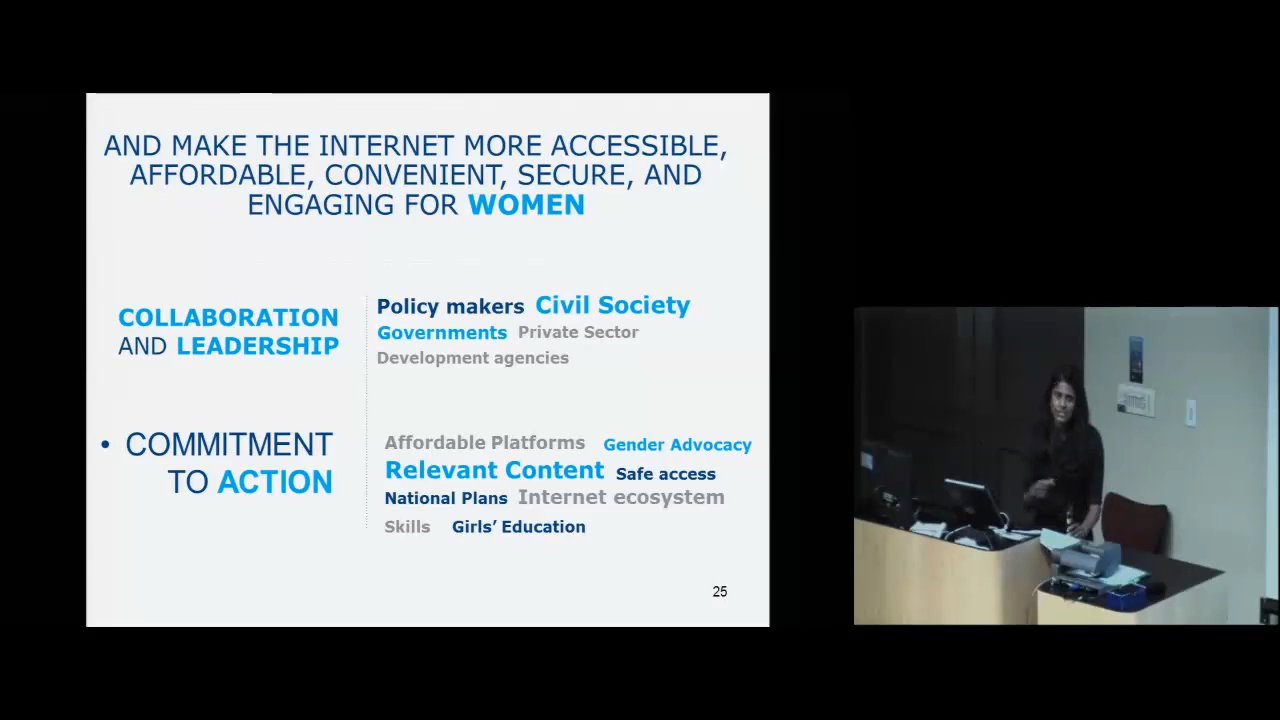 AND MAKE THE INTERNET MORE ACCESSIBLE,
AFFORDABLE, CONVENIENT, SECURE, AND
ENGAGING FOR WOMEN
COLLABORATION
AND LEADERSHIP
Policy makers Civil Society
Governments Private Sector
Development agencies
• COMMITMENT
TO ACTION
Affordable Platforms Gender Advocacy
Relevant Content Safe access
National Plans Internet ecosystem
Skills Girls’ Education
25